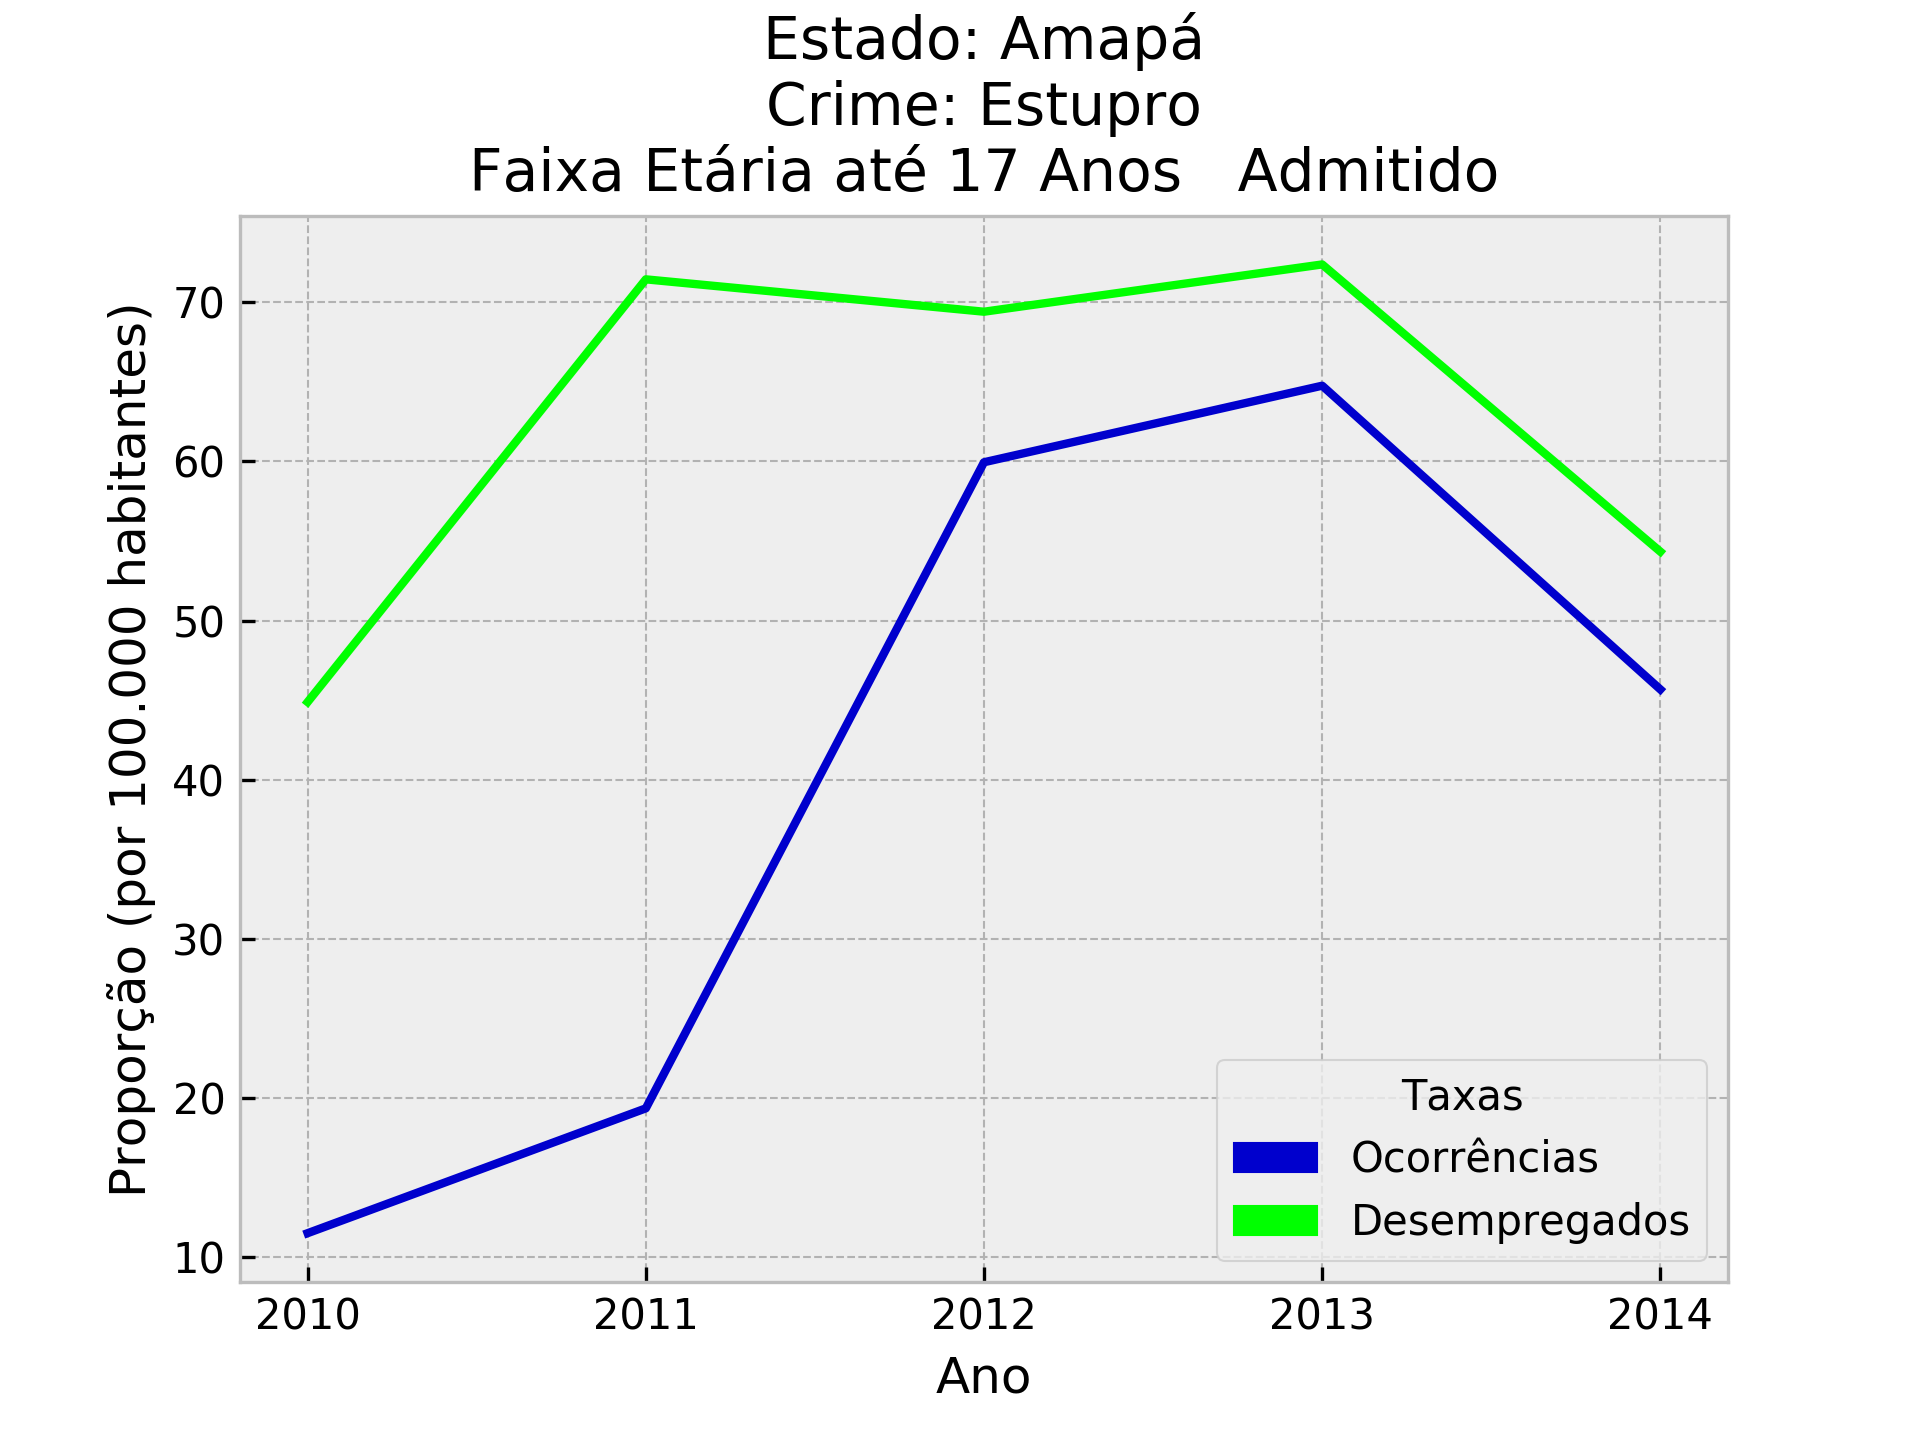 Estado: Amapá
Crime: Estupro
Faixa Etária até 17 Anos   Admitido
Proporção (por 100.000 habitantes)
70
60
50
40
30
20
10
Taxas
Ocorrências
Desempregados
2010 2011 2012 2013 2014
Ano